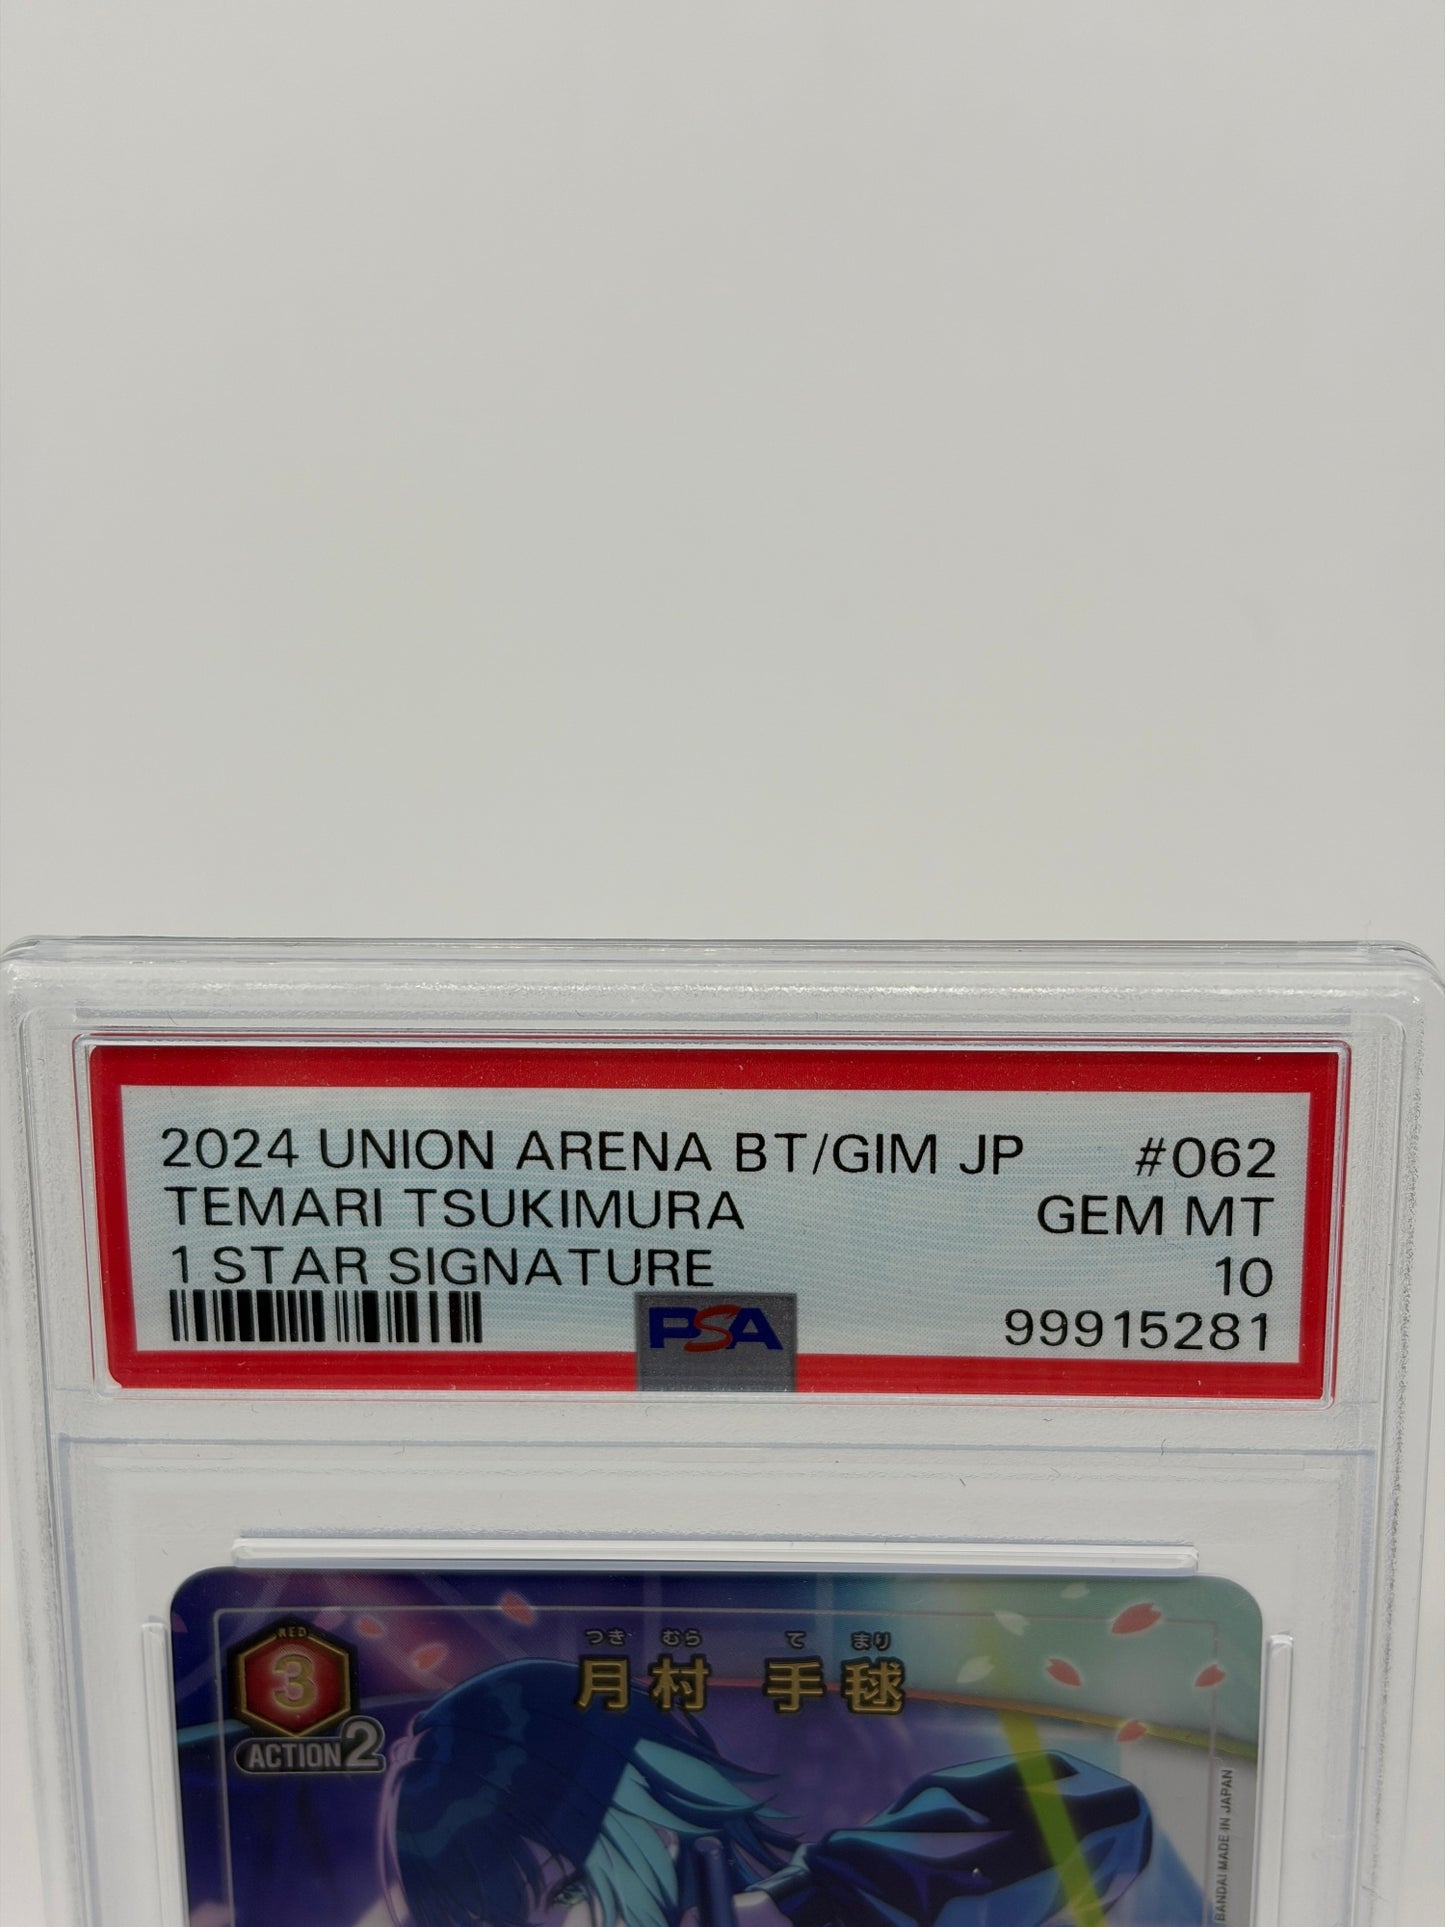 2024 UNION ARENA BT/GIM JP #062
TEMARI TSUKIMURA GEM MT
1 STAR SIGNATURE 10
PSA 99915281
RED
3
ACTION 2
つき むら て まり
月村 手毬
BANDAI MADE IN JAPAN